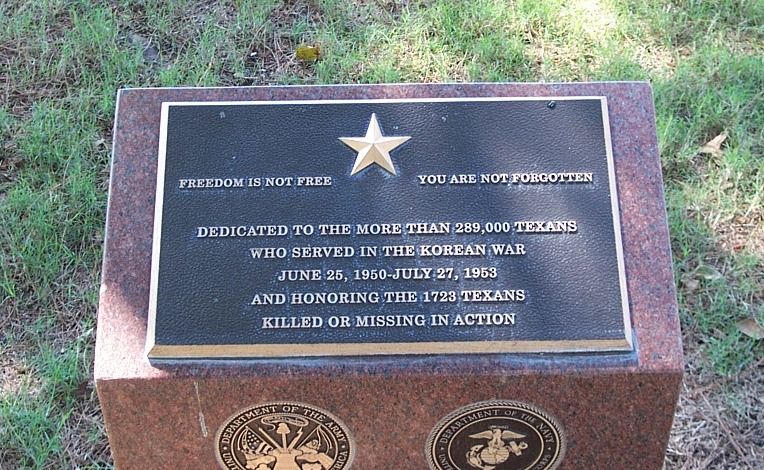 FREEDOM IS NOT FREE YOU ARE NOT FORGOTTEN
DEDICATED TO THE MORE THAN 289,000 TEXANS
WHO SERVED IN THE KOREAN WAR
JUNE 25, 1950-JULY 27, 1953
AND HONORING THE 1723 TEXANS
KILLED OR MISSING IN ACTION
DEPARTMENT OF THE ARMY
DEPARTMENT OF THE NAVY